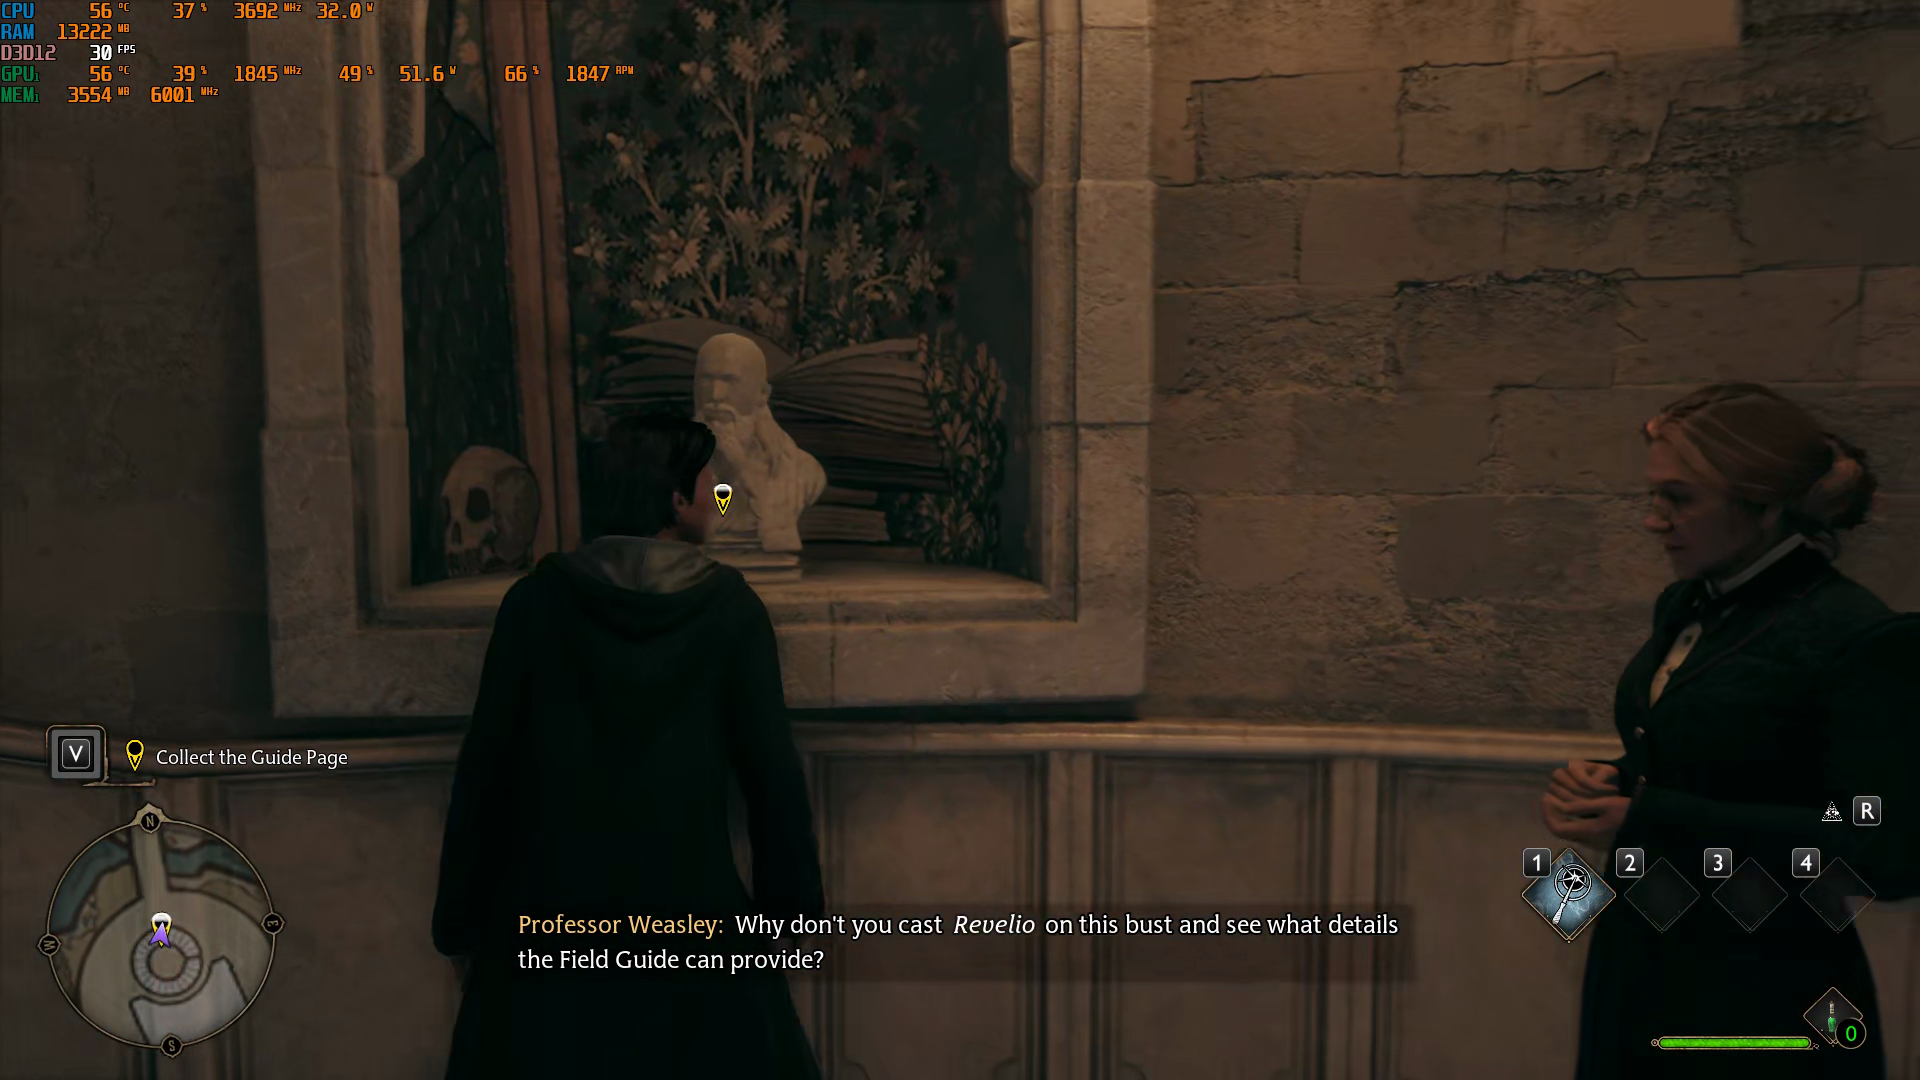 CPU 56 °C 37 % 3692 MHz 32.0 W
RAM 13222 MB
D3D12 30 FPS
GPU1 56 °C 39 % 1845 MHz 49 % 51.6 W 66 % 1847 RPM
MEM1 3554 MB 6001 MHz
V Collect the Guide Page
N
W
E
S
R
1 2 3 4
Professor Weasley: Why don't you cast Revelio on this bust and see what details
the Field Guide can provide?
0